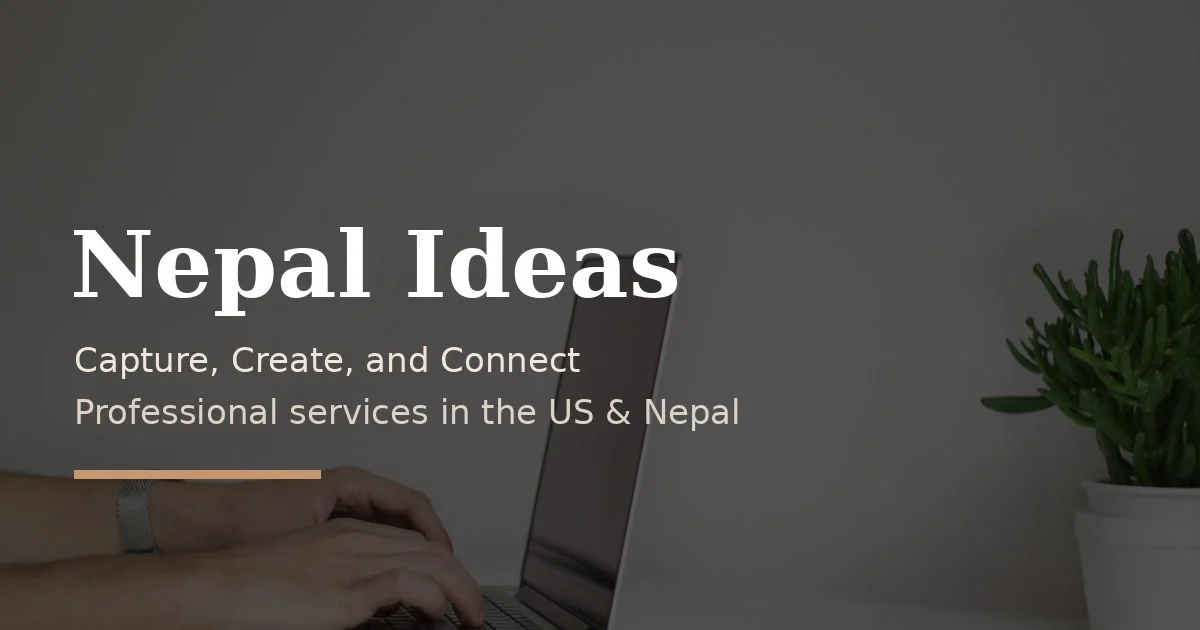 Nepal Ideas
Capture, Create, and Connect
Professional services in the US & Nepal